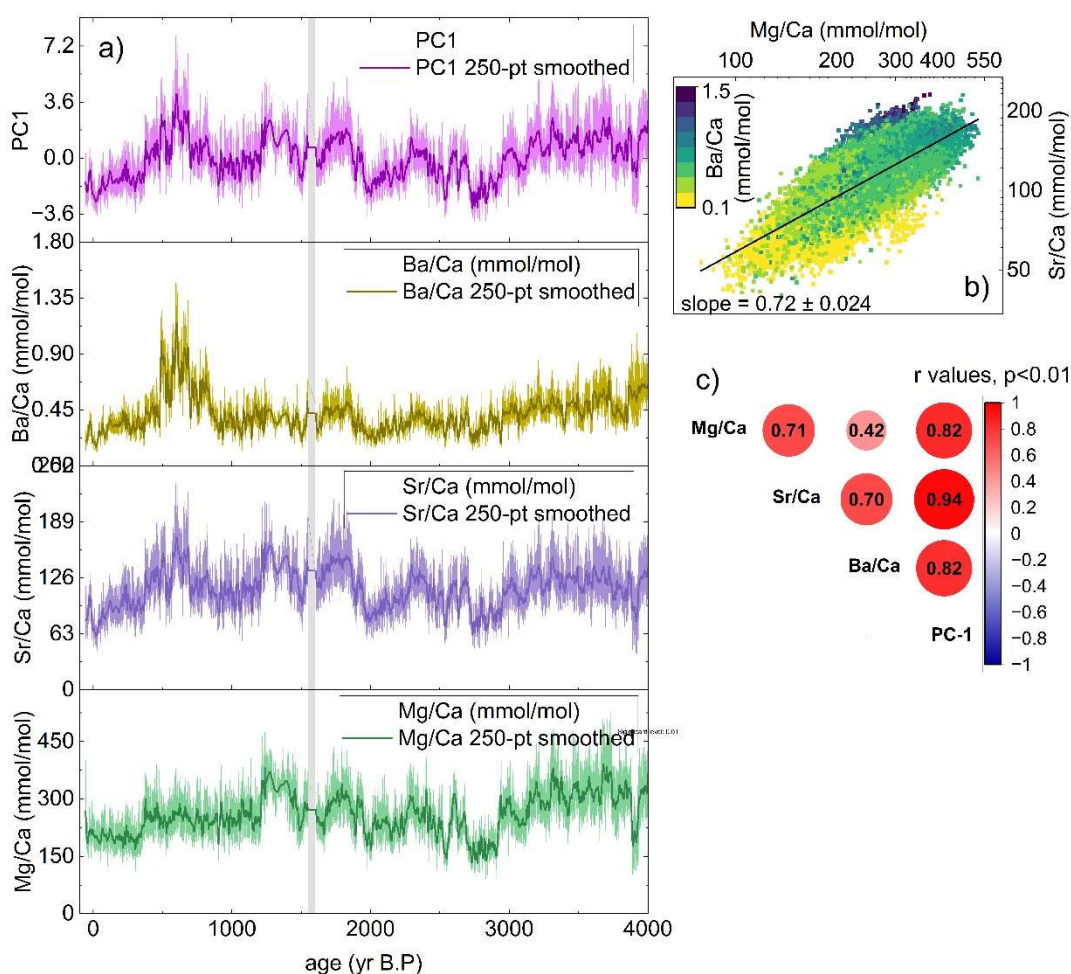 a)
PC1
PC1 250-pt smoothed
7.2
3.6
0.0
−3.6
PC1
Ba/Ca (mmol/mol)
Ba/Ca 250-pt smoothed
1.80
1.35
0.90
0.45
Ba/Ca (mmol/mol)
Sr/Ca (mmol/mol)
Sr/Ca 250-pt smoothed
189
126
63
0
Sr/Ca (mmol/mol)
Mg/Ca (mmol/mol)
Mg/Ca 250-pt smoothed
450
300
150
0
Mg/Ca (mmol/mol)
0 1000 2000 3000 4000
age (yr B.P)
Mg/Ca (mmol/mol)
100 200 300 400 550
1.5
0.1
Ba/Ca
(mmol/mol)
200
100
50
Sr/Ca (mmol/mol)
b)
slope = 0.72 ± 0.024
c)
r values, p<0.01
Mg/Ca 0.71 0.42 0.82
Sr/Ca 0.70 0.94
Ba/Ca 0.82
PC-1
1
0.8
0.6
0.4
0.2
0
−0.2
−0.4
−0.6
−0.8
−1